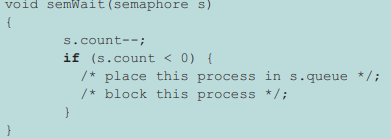 void semWait(semaphore s)
{
s.count--;
if (s.count < 0) {
/* place this process in s.queue */;
/* block this process */;
}
}